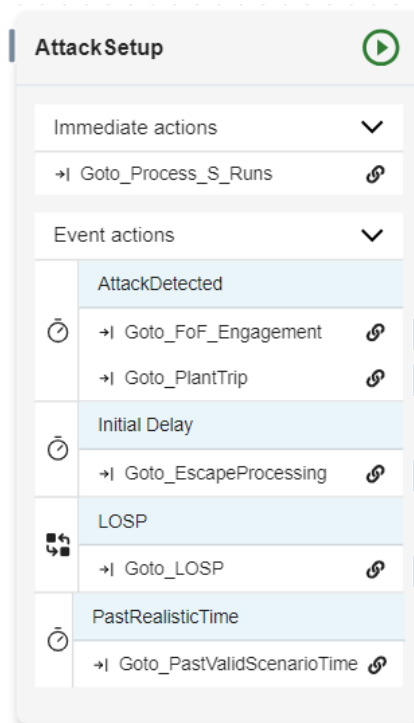 AttackSetup
Immediate actions
Goto_Process_S_Runs
Event actions
AttackDetected
Goto_FoF_Engagement
Goto_PlantTrip
Initial Delay
Goto_EscapeProcessing
LOSP
Goto_LOSP
PastRealisticTime
Goto_PastValidScenarioTime